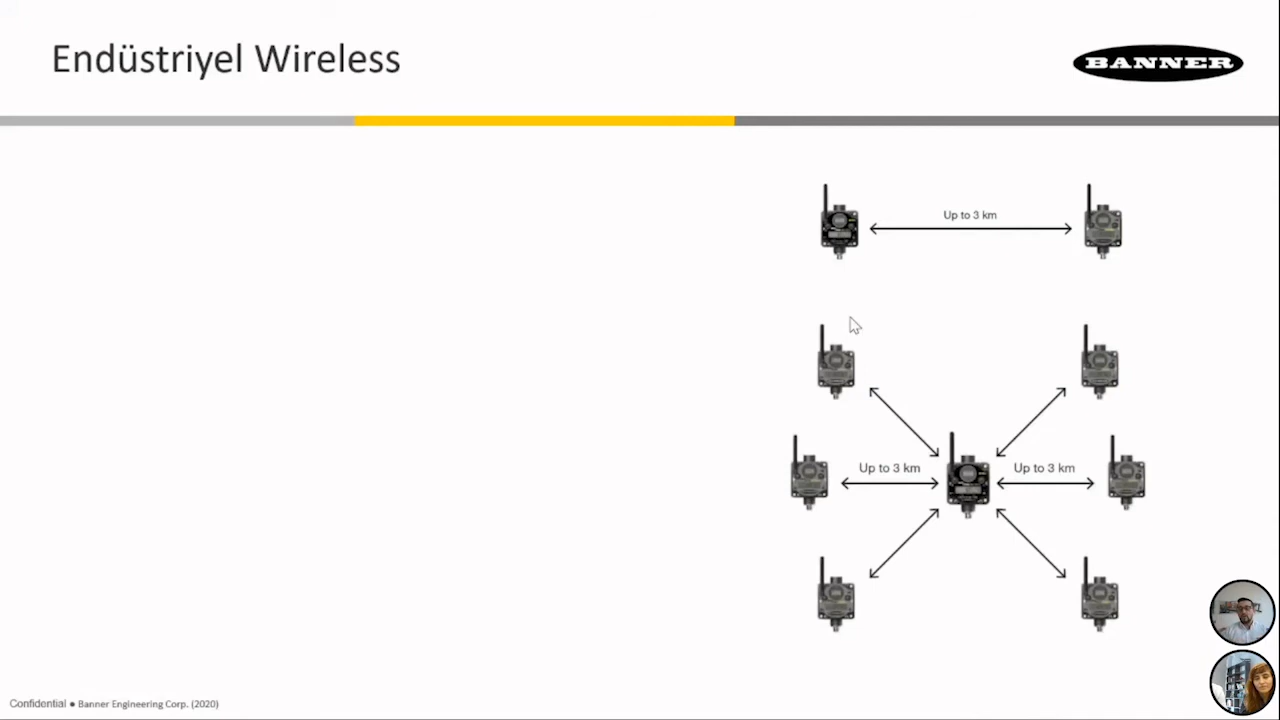 Endüstriyel Wireless
BANNER
Up to 3 km
Up to 3 km
Up to 3 km
Confidential ● Banner Engineering Corp. (2020)